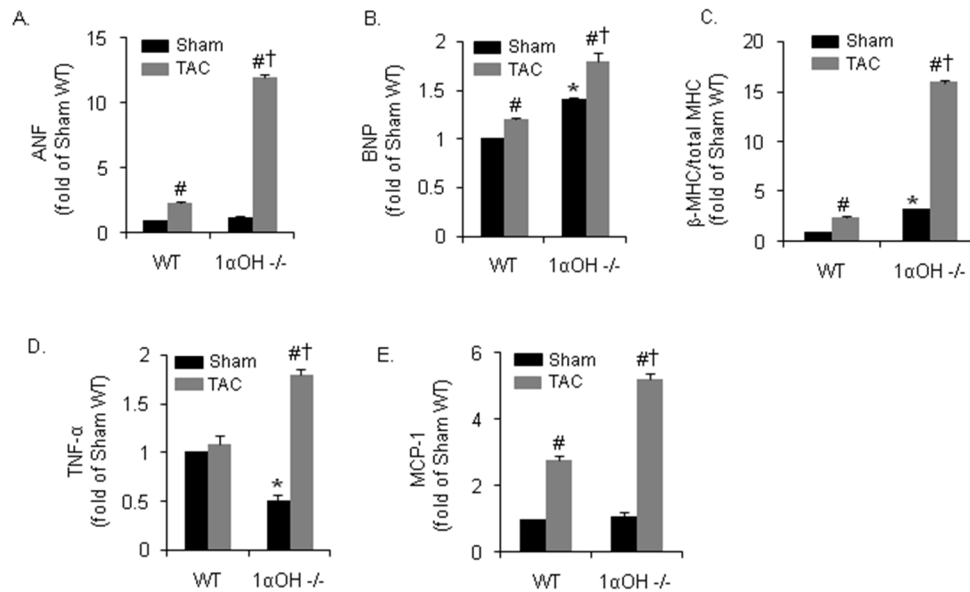 A.
ANF
(fold of Sham WT)
15
10
5
0
Sham
TAC
#
#†
WT
1αOH -/-
B.
BNP
(fold of Sham WT)
2
1.5
1
0.5
0
Sham
TAC
#
*
#†
WT
1αOH -/-
C.
β-MHC/total MHC
(fold of Sham WT)
20
15
10
5
0
Sham
TAC
#
*
#†
WT
1αOH -/-
D.
TNF-α
(fold of Sham WT)
2
1.5
1
0.5
0
Sham
TAC
*
#†
WT
1αOH -/-
E.
MCP-1
(fold of Sham WT)
6
4
2
0
Sham
TAC
#
#†
WT
1αOH -/-